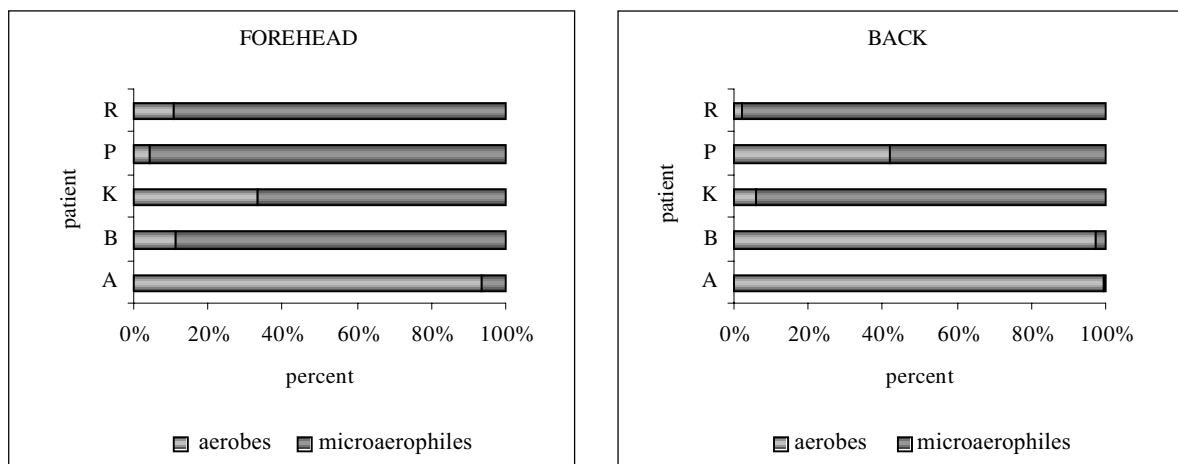 FOREHEAD
R
P
K
B
A
patient
0% 20% 40% 60% 80% 100%
percent
aerobes microaerophiles
BACK
R
P
K
B
A
patient
0% 20% 40% 60% 80% 100%
percent
aerobes microaerophiles